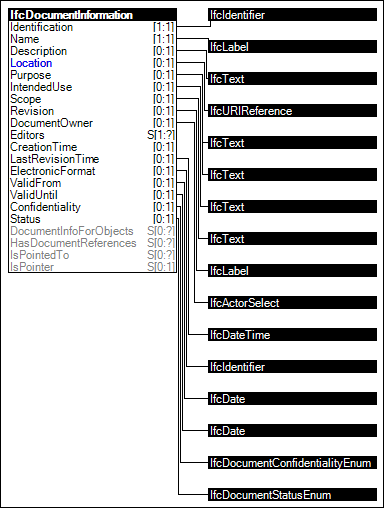 IfcDocumentInformation
Identification [1:1]
Name [1:1]
Description [0:1]
Location [0:1]
Purpose [0:1]
IntendedUse [0:1]
Scope [0:1]
Revision [0:1]
DocumentOwner [0:1]
Editors S[1:?]
CreationTime [0:1]
LastRevisionTime [0:1]
ElectronicFormat [0:1]
ValidFrom [0:1]
ValidUntil [0:1]
Confidentiality [0:1]
Status [0:1]
DocumentInfoForObjects S[0:?]
HasDocumentReferences S[0:?]
IsPointedTo S[0:?]
IsPointer S[0:1]
IfcIdentifier
IfcLabel
IfcText
IfcURIReference
IfcText
IfcText
IfcText
IfcText
IfcLabel
IfcActorSelect
IfcDateTime
IfcIdentifier
IfcDate
IfcDate
IfcDocumentConfidentialityEnum
IfcDocumentStatusEnum